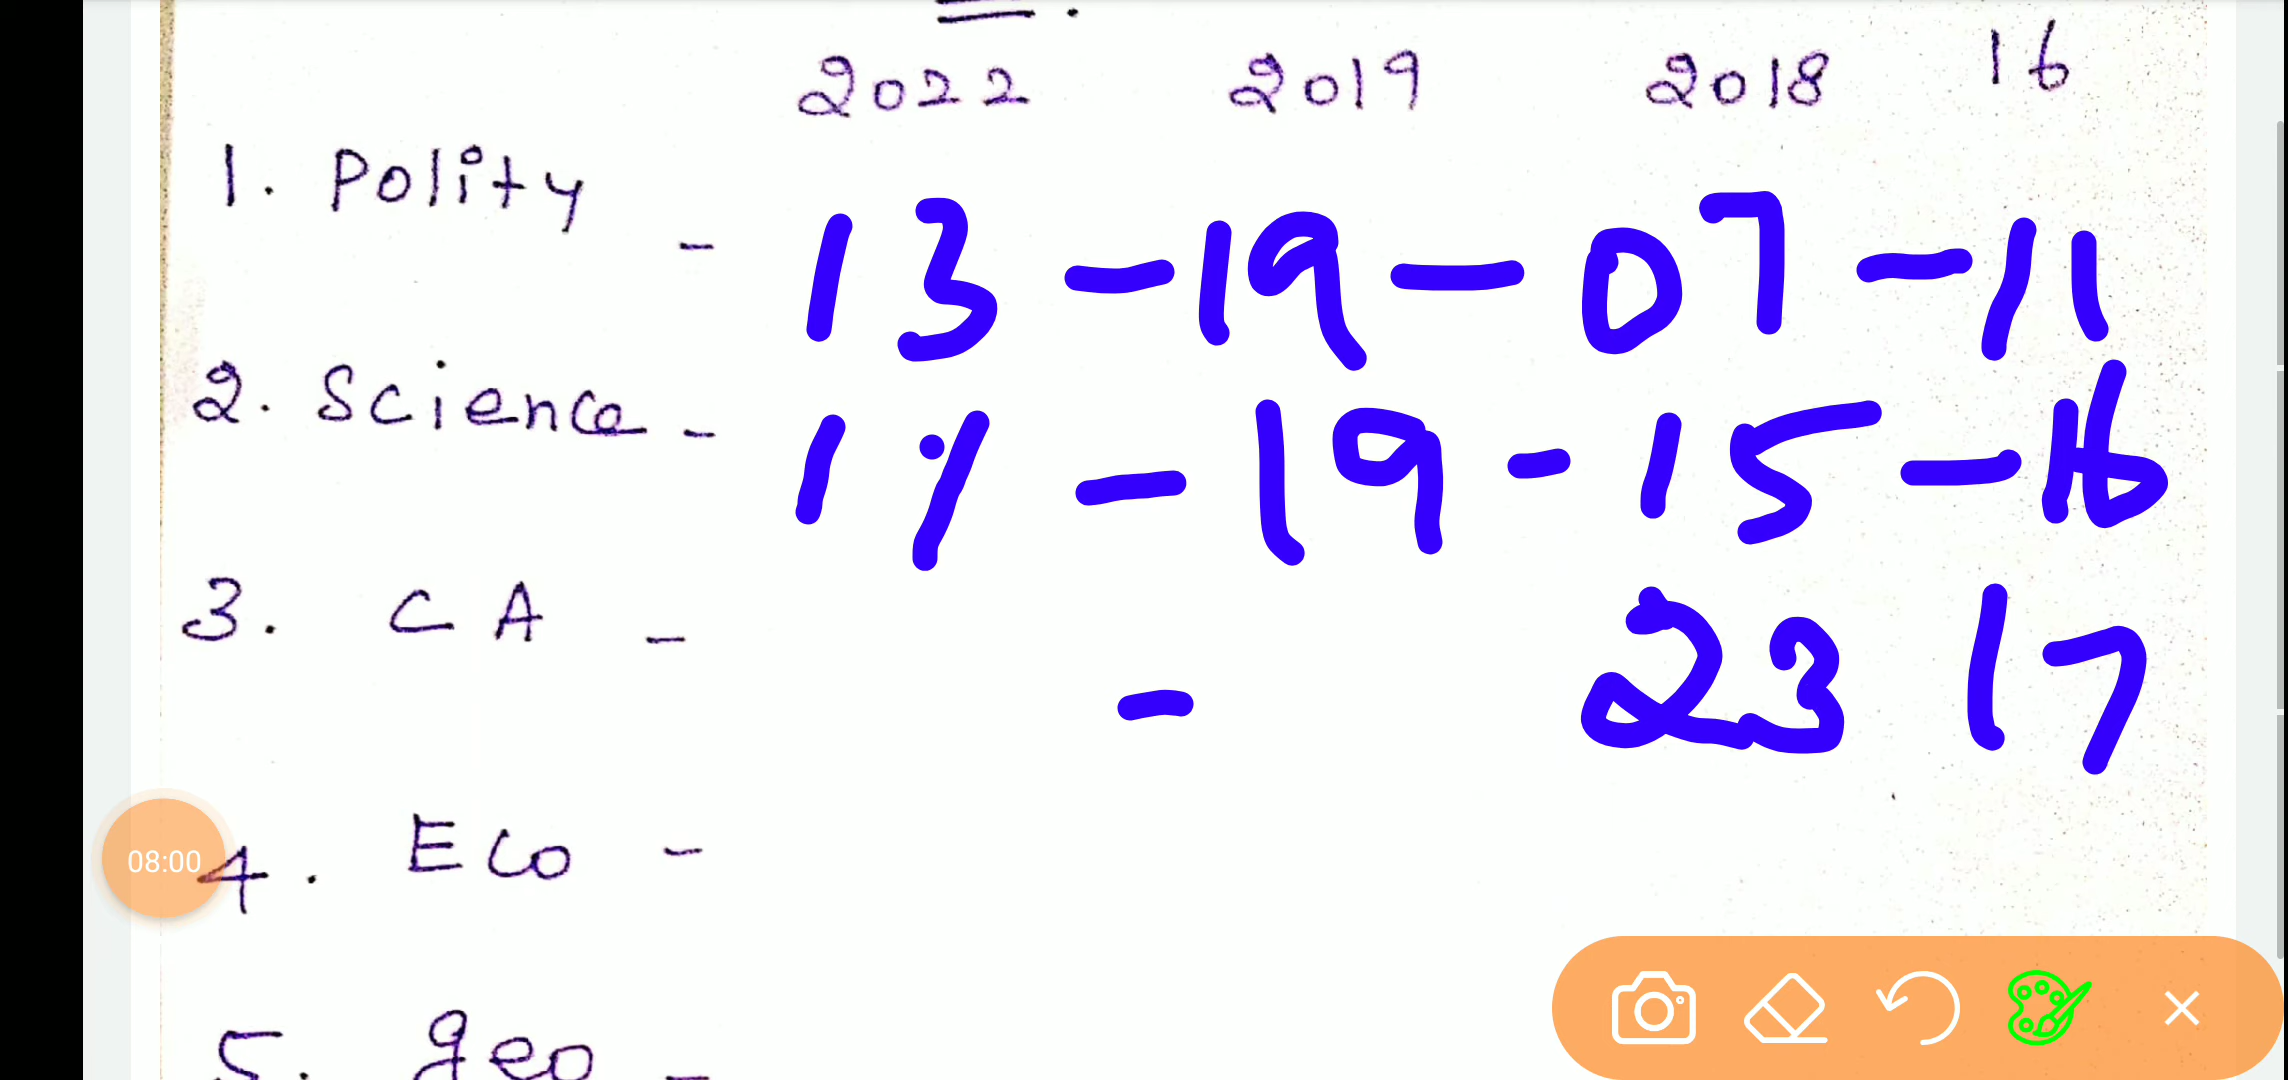 2022 2019 2018 16
1. Polity - 13 - 19 - 07 - 11
2. Science - 11 - 19 - 15 - 16
3. CA - - 23 17
08:00
4. Eco -
5. geo -